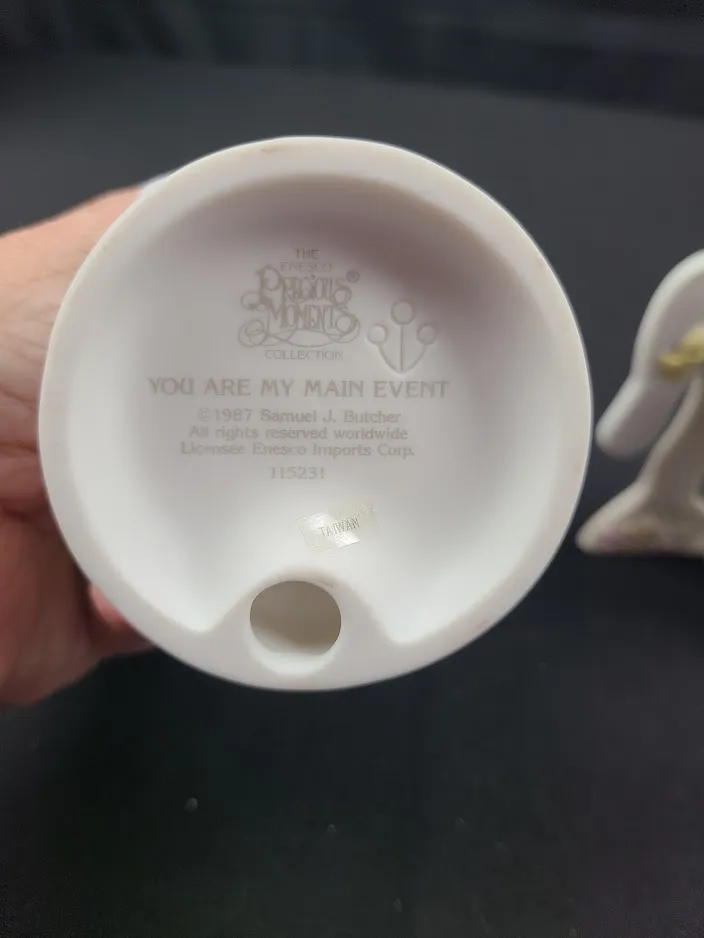 THE
ENESCO
PRECIOUS®
MOMENTS
COLLECTION
YOU ARE MY MAIN EVENT
©1987 Samuel J. Butcher
All rights reserved worldwide
Licensee Enesco Imports Corp.
115231
TAIWAN